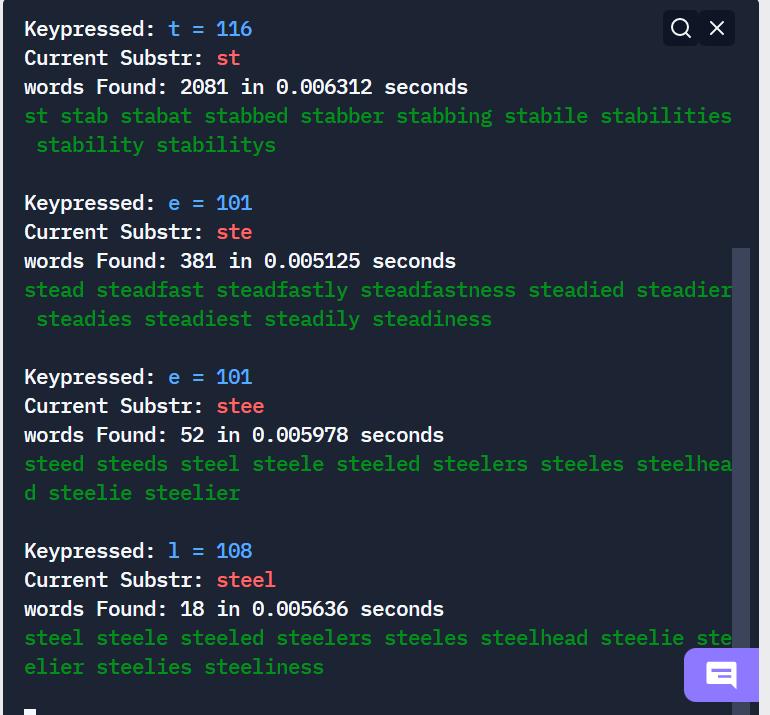 Keypressed: t = 116
Current Substr: st
words Found: 2081 in 0.006312 seconds
st stab stabat stabbed stabber stabbing stabile stabilities
stability stabilitys
Keypressed: e = 101
Current Substr: ste
words Found: 381 in 0.005125 seconds
stead steadfast steadfastly steadfastness steadied steadier
steadies steadiest steadily steadiness
Keypressed: e = 101
Current Substr: stee
words Found: 52 in 0.005978 seconds
steed steeds steel steele steeled steelers steeles steelhea
d steelie steelier
Keypressed: l = 108
Current Substr: steel
words Found: 18 in 0.005636 seconds
steel steele steeled steelers steeles steelhead steelie ste
elier steelies steeliness